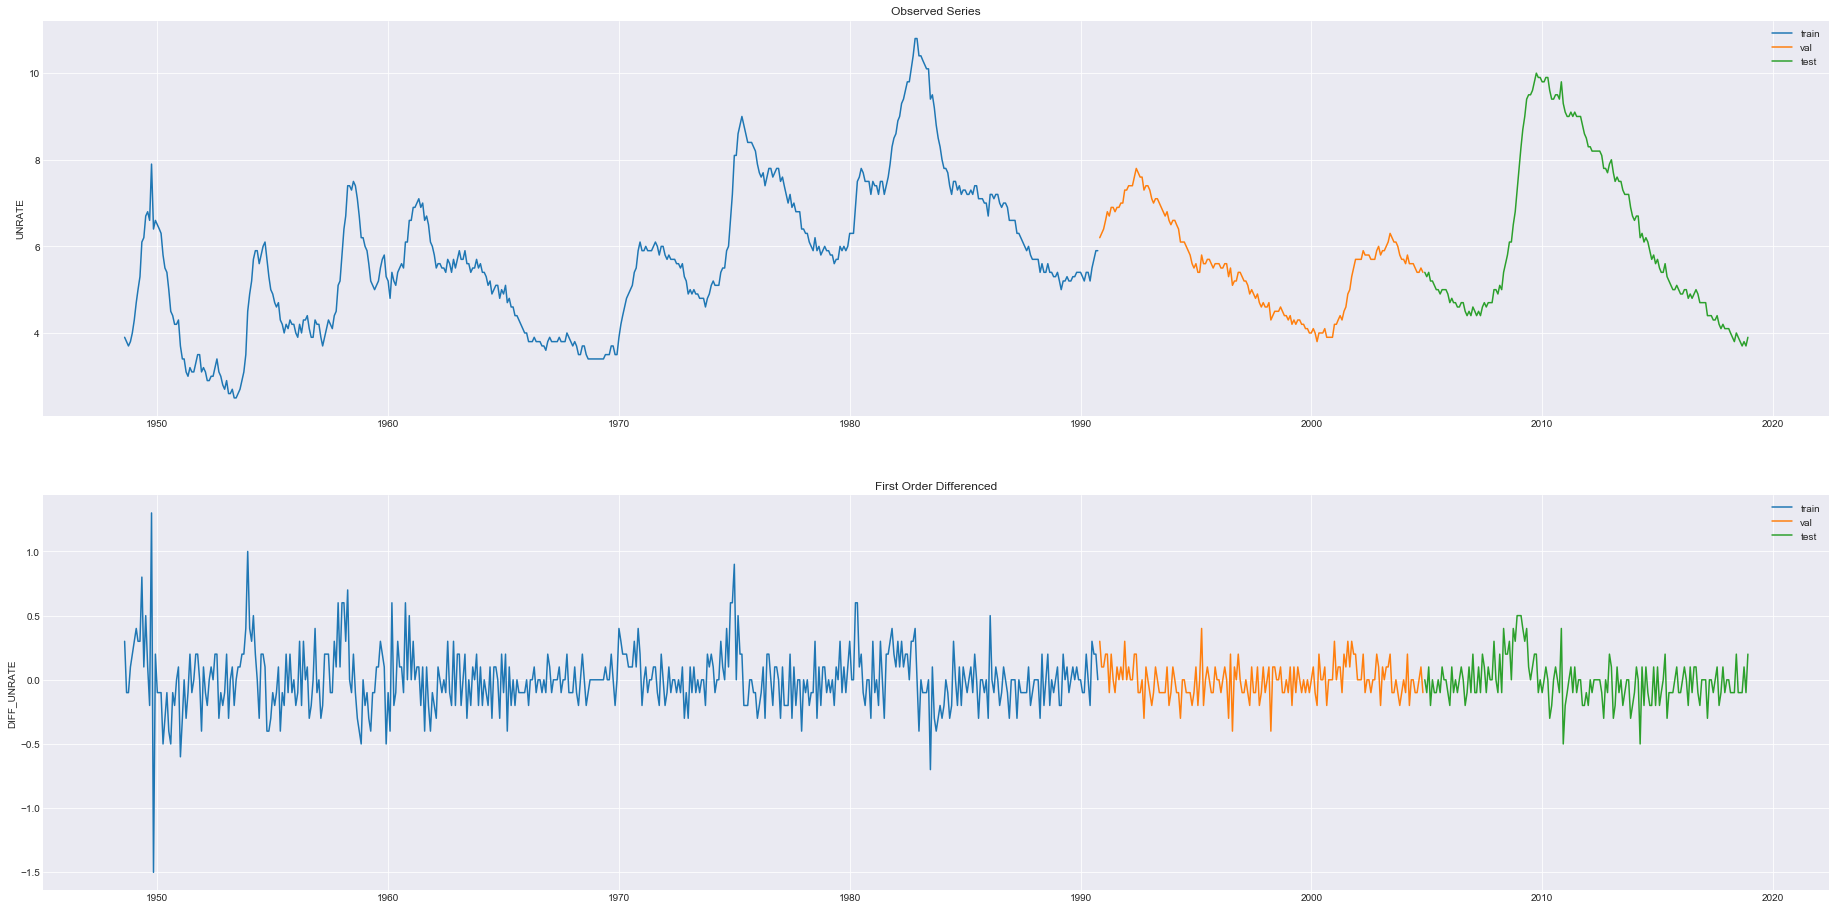 Observed Series
train
val
test
UNRATE
10
8
6
4
1950 1960 1970 1980 1990 2000 2010 2020
First Order Differenced
train
val
test
DIFF_UNRATE
1.0
0.5
0.0
−0.5
−1.0
−1.5
1950 1960 1970 1980 1990 2000 2010 2020